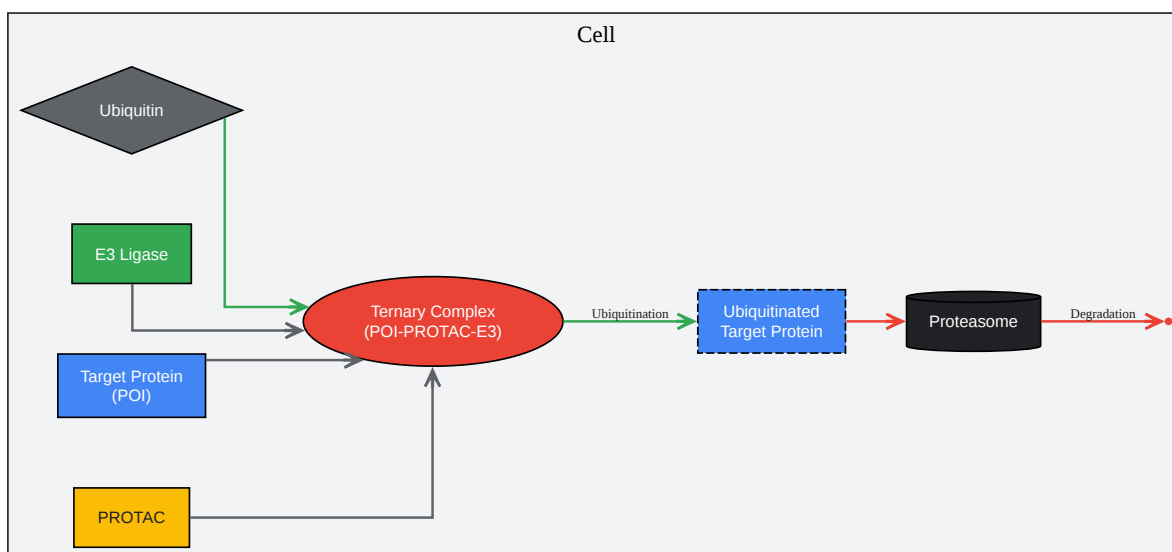 Cell
Ubiquitin
E3 Ligase
Target Protein
(POI)
PROTAC
Ternary Complex
(POI-PROTAC-E3)
Ubiquitination
Ubiquitinated
Target Protein
Proteasome
Degradation